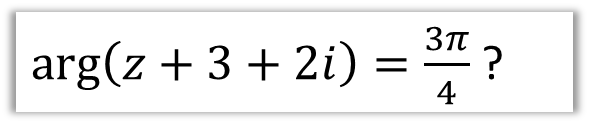 arg(z + 3 + 2i) = 3π/4 ?